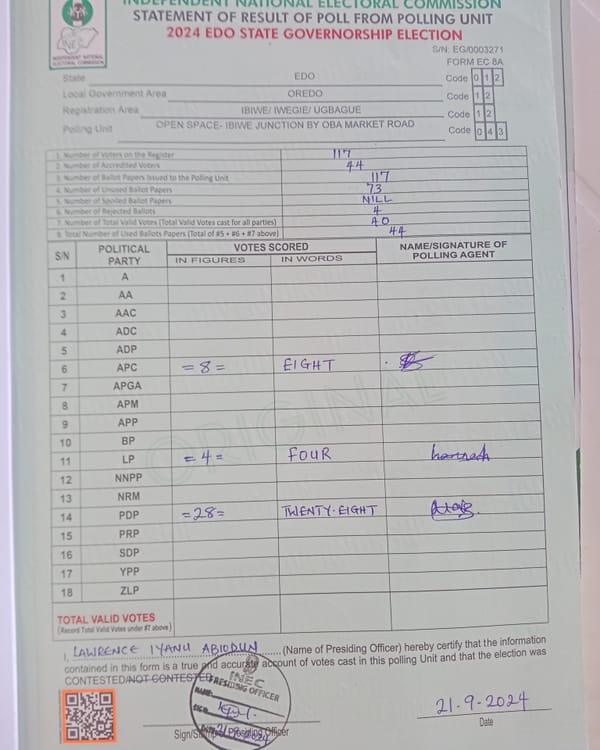 INDEPENDENT NATIONAL ELECTORAL COMMISSION
STATEMENT OF RESULT OF POLL FROM POLLING UNIT
2024 EDO STATE GOVERNORSHIP ELECTION
INEC
INDEPENDENT NATIONAL
ELECTORAL COMMISSION
S/N: EG/0003271
FORM EC 8A
State EDO Code 0 1 2
Local Government Area OREDO Code 1 2
Registration Area IBIWE/ IWEGIE/ UGBAGUE Code 1 2
Polling Unit OPEN SPACE- IBIWE JUNCTION BY OBA MARKET ROAD Code 0 4 3
1. Number of Voters on the Register 117
2. Number of Accredited Voters 44
3. Number of Ballot Papers Issued to the Polling Unit 117
4. Number of Unused Ballot Papers 73
5. Number of Spoiled Ballot Papers NILL
6. Number of Rejected Ballots 4
7. Number of Total Valid Votes (Total Valid Votes cast for all parties) 40
8. Total Number of Used Ballots Papers (Total of #5 + #6 + #7 above) 44
S/N POLITICAL PARTY VOTES SCORED NAME/SIGNATURE OF POLLING AGENT
IN FIGURES IN WORDS
1 A
2 AA
3 AAC
4 ADC
5 ADP
6 APC =8= EIGHT
7 APGA
8 APM
9 APP
10 BP
11 LP =4= FOUR
12 NNPP
13 NRM
14 PDP =28= TWENTY-EIGHT
15 PRP
16 SDP
17 YPP
18 ZLP
ORIGINAL
TOTAL VALID VOTES
(Record Total Valid Votes under #7 above)
I, LAWRENCE IYANU ABIODUN (Name of Presiding Officer) hereby certify that the information
contained in this form is a true and accurate account of votes cast in this polling Unit and that the election was
CONTESTED/NOT CONTESTED
INEC
PRESIDING OFFICER
NAME:
SIGN
21-9-2024
Sign/Stamp of Presiding Officer
Date